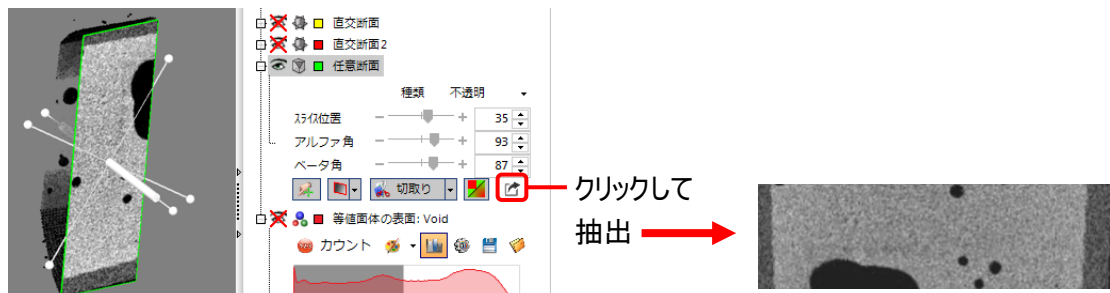 直交断面
直交断面2
任意断面
種類 不透明
ｽﾗｲｽ位置 － ＋ 35
アルファ角 － ＋ 93
ベータ角 － ＋ 87
切取り
等値面体の表面: Void
カウント
クリックして
抽出